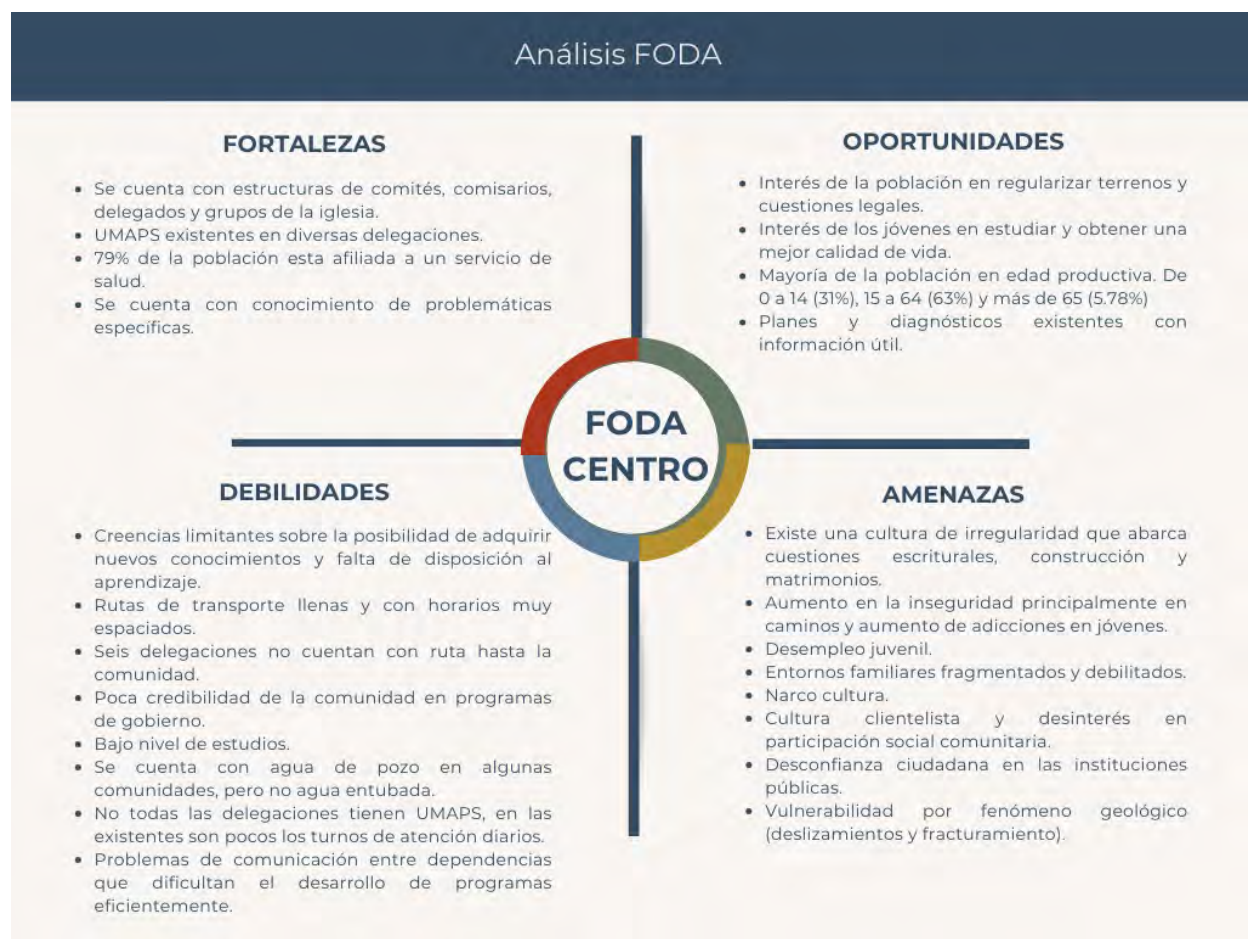 Análisis FODA
FORTALEZAS
• Se cuenta con estructuras de comités, comisarios,
delegados y grupos de la iglesia.
• UMAPS existentes en diversas delegaciones.
• 79% de la población esta afiliada a un servicio de
salud.
• Se cuenta con conocimiento de problemáticas
específicas.
OPORTUNIDADES
• Interés de la población en regularizar terrenos y
cuestiones legales.
• Interés de los jóvenes en estudiar y obtener una
mejor calidad de vida.
• Mayoría de la población en edad productiva. De
0 a 14 (31%), 15 a 64 (63%) y más de 65 (5.78%)
• Planes y diagnósticos existentes con
información útil.
FODA
CENTRO
DEBILIDADES
• Creencias limitantes sobre la posibilidad de adquirir
nuevos conocimientos y falta de disposición al
aprendizaje.
• Rutas de transporte llenas y con horarios muy
espaciados.
• Seis delegaciones no cuentan con ruta hasta la
comunidad.
• Poca credibilidad de la comunidad en programas
de gobierno.
• Bajo nivel de estudios.
• Se cuenta con agua de pozo en algunas
comunidades, pero no agua entubada.
• No todas las delegaciones tienen UMAPS, en las
existentes son pocos los turnos de atención diarios.
• Problemas de comunicación entre dependencias
que dificultan el desarrollo de programas
eficientemente.
AMENAZAS
• Existe una cultura de irregularidad que abarca
cuestiones escriturales, construcción y
matrimonios.
• Aumento en la inseguridad principalmente en
caminos y aumento de adicciones en jóvenes.
• Desempleo juvenil.
• Entornos familiares fragmentados y debilitados.
• Narco cultura.
• Cultura clientelista y desinterés en
participación social comunitaria.
• Desconfianza ciudadana en las instituciones
públicas.
• Vulnerabilidad por fenómeno geológico
(deslizamientos y fracturamiento).